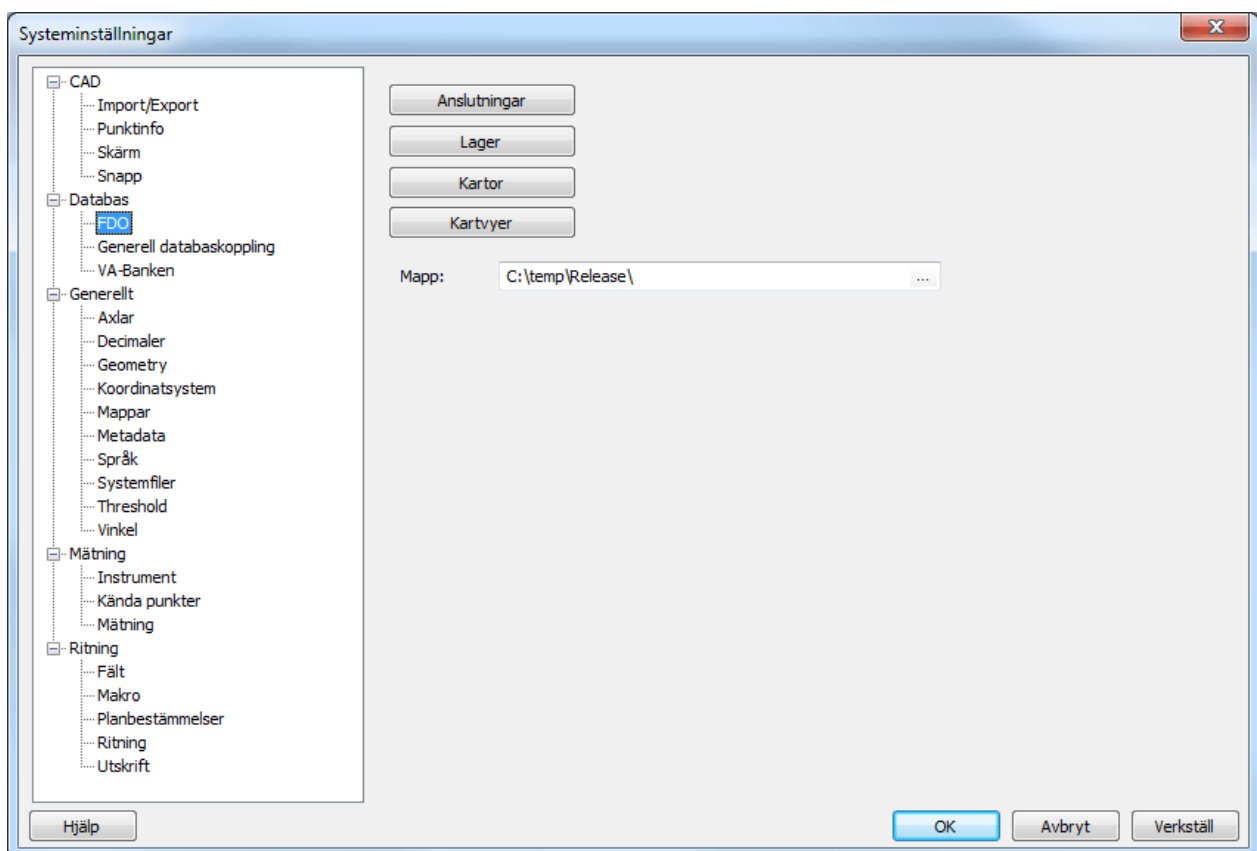 Systeminställningar
CAD
Import/Export
Punktinfo
Skärm
Snapp
Databas
FDO
Generell databaskoppling
VA-Banken
Generellt
Axlar
Decimaler
Geometry
Koordinatsystem
Mappar
Metadata
Språk
Systemfiler
Threshold
Vinkel
Mätning
Instrument
Kända punkter
Mätning
Ritning
Fält
Makro
Planbestämmelser
Ritning
Utskrift
Anslutningar
Lager
Kartor
Kartvyer
Mapp: C:\temp\Release\ ...
Hjälp OK Avbryt Verkställ